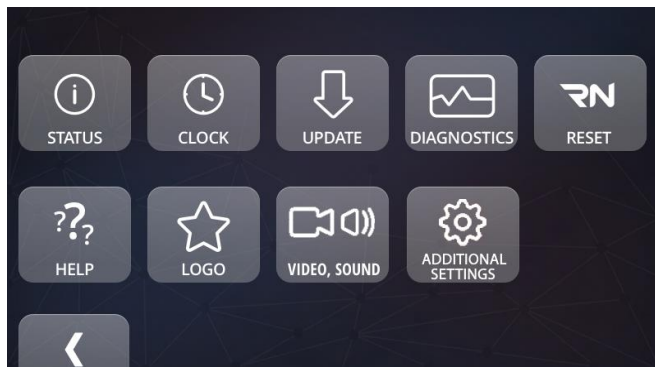 STATUS
CLOCK
UPDATE
DIAGNOSTICS
RN
RESET
???
HELP
LOGO
VIDEO, SOUND
ADDITIONAL
SETTINGS